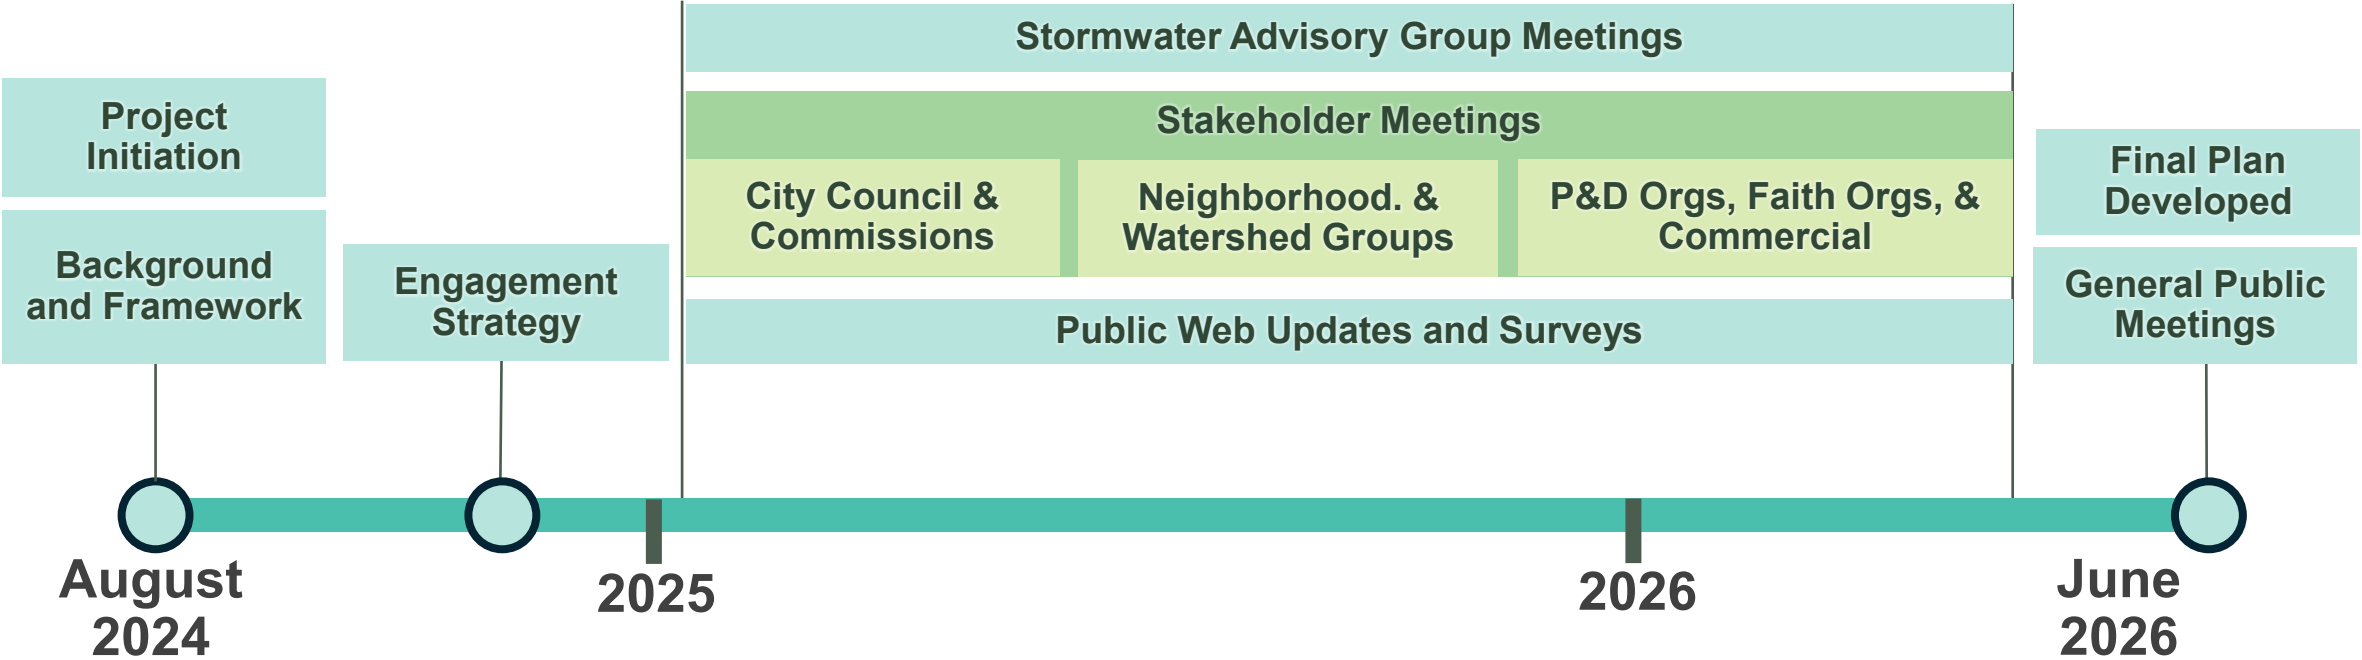 Project
Initiation
Background
and Framework
Engagement
Strategy
Stormwater Advisory Group Meetings
Stakeholder Meetings
City Council &
Commissions
Neighborhood. &
Watershed Groups
P&D Orgs, Faith Orgs, &
Commercial
Public Web Updates and Surveys
Final Plan
Developed
General Public
Meetings
August
2024
2025
2026
June
2026